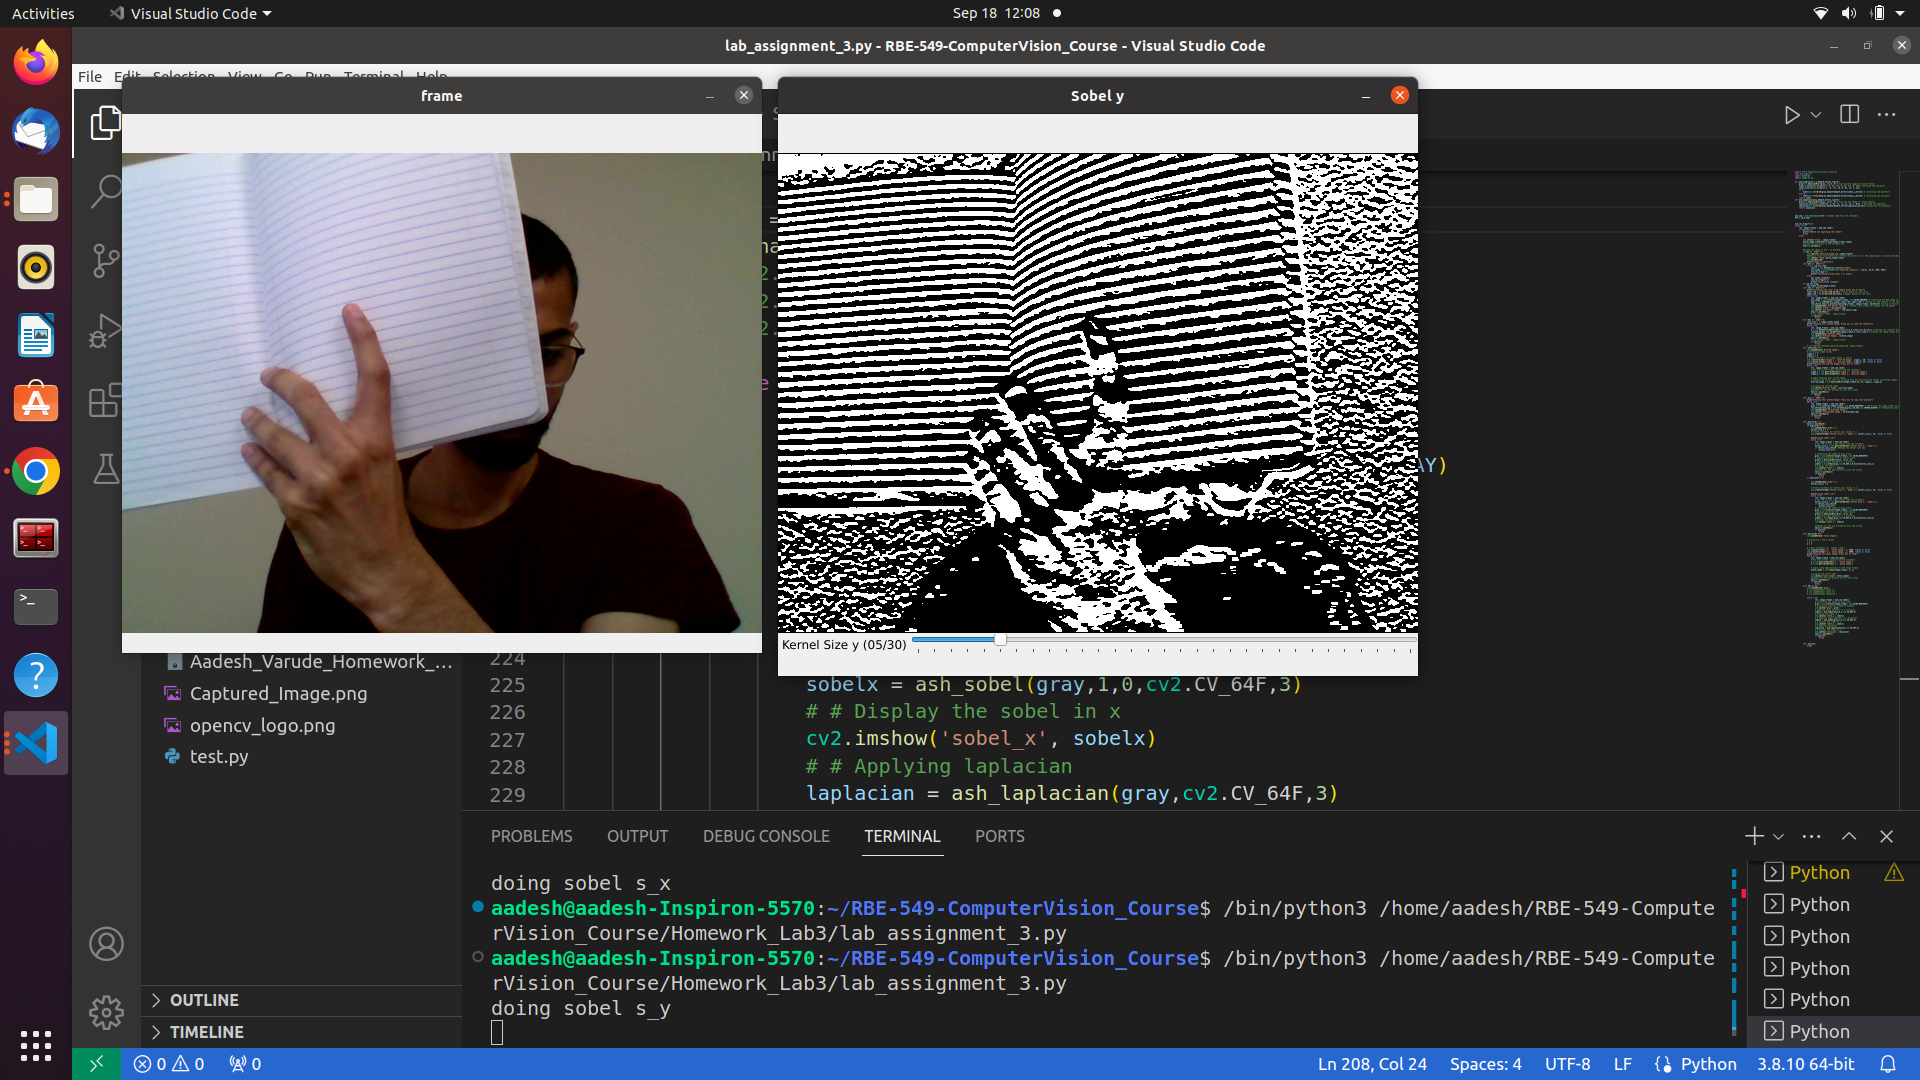 Activities
Visual Studio Code
Sep 18 12:08
lab_assignment_3.py - RBE-549-ComputerVision_Course - Visual Studio Code
File Edit Selection View Go Run Terminal Help
frame
Sobel y
AY)
Kernel Size y (05/30)
Aadesh_Varude_Homework_...
Captured_Image.png
opencv_logo.png
test.py
224
225 sobelx = ash_sobel(gray,1,0,cv2.CV_64F,3)
226 # # Display the sobel in x
227 cv2.imshow('sobel_x', sobelx)
228 # # Applying laplacian
229 laplacian = ash_laplacian(gray,cv2.CV_64F,3)
PROBLEMS OUTPUT DEBUG CONSOLE TERMINAL PORTS
doing sobel s_x
aadesh@aadesh-Inspiron-5570:~/RBE-549-ComputerVision_Course$ /bin/python3 /home/aadesh/RBE-549-Compute
rVision_Course/Homework_Lab3/lab_assignment_3.py
aadesh@aadesh-Inspiron-5570:~/RBE-549-ComputerVision_Course$ /bin/python3 /home/aadesh/RBE-549-Compute
rVision_Course/Homework_Lab3/lab_assignment_3.py
doing sobel s_y
Python
Python
Python
Python
Python
Python
OUTLINE
TIMELINE
0 0 0
Ln 208, Col 24 Spaces: 4 UTF-8 LF Python 3.8.10 64-bit